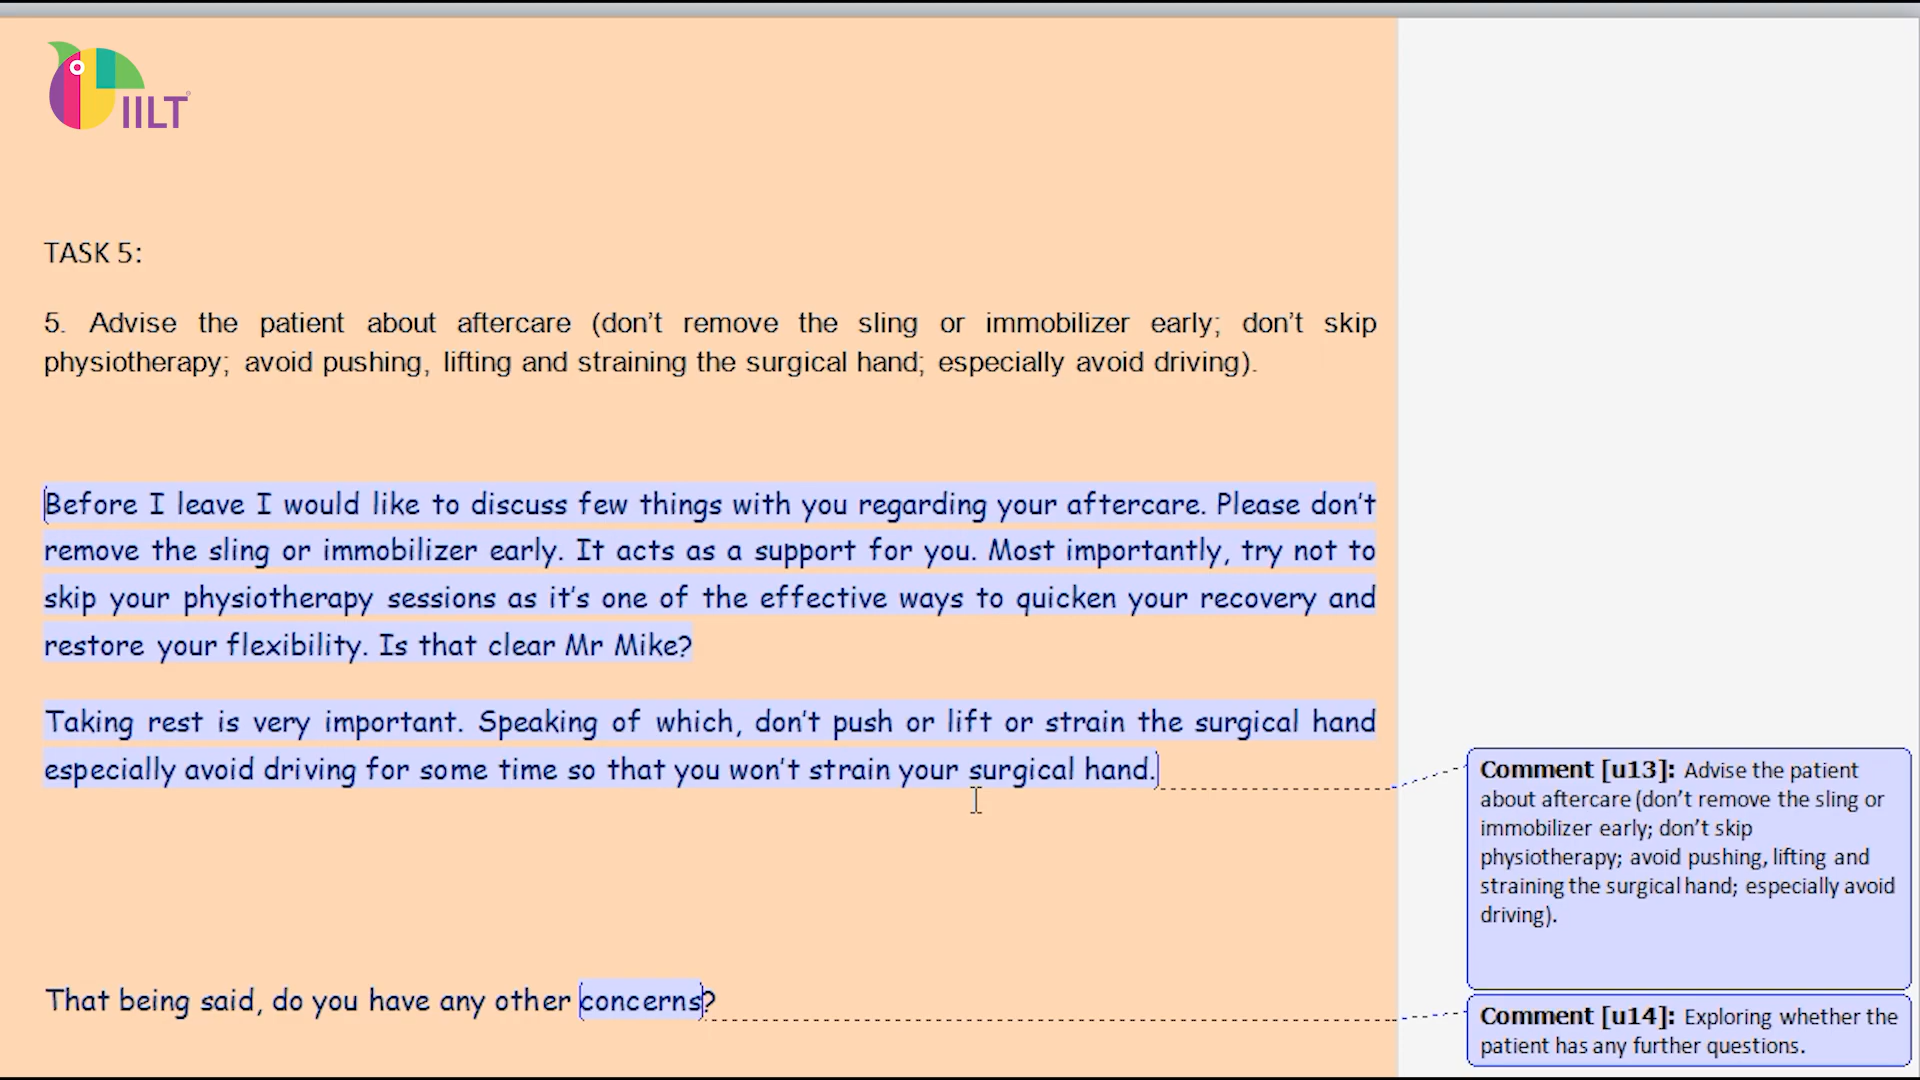 IILT
TASK 5:
5. Advise the patient about aftercare (don't remove the sling or immobilizer early; don't skip
physiotherapy; avoid pushing, lifting and straining the surgical hand; especially avoid driving).
Before I leave I would like to discuss few things with you regarding your aftercare. Please don't
remove the sling or immobilizer early. It acts as a support for you. Most importantly, try not to
skip your physiotherapy sessions as it's one of the effective ways to quicken your recovery and
restore your flexibility. Is that clear Mr Mike?
Taking rest is very important. Speaking of which, don't push or lift or strain the surgical hand
especially avoid driving for some time so that you won't strain your surgical hand.
That being said, do you have any other concerns?
Comment [u13]: Advise the patient
about aftercare (don't remove the sling or
immobilizer early; don't skip
physiotherapy; avoid pushing, lifting and
straining the surgical hand; especially avoid
driving).
Comment [u14]: Exploring whether the
patient has any further questions.